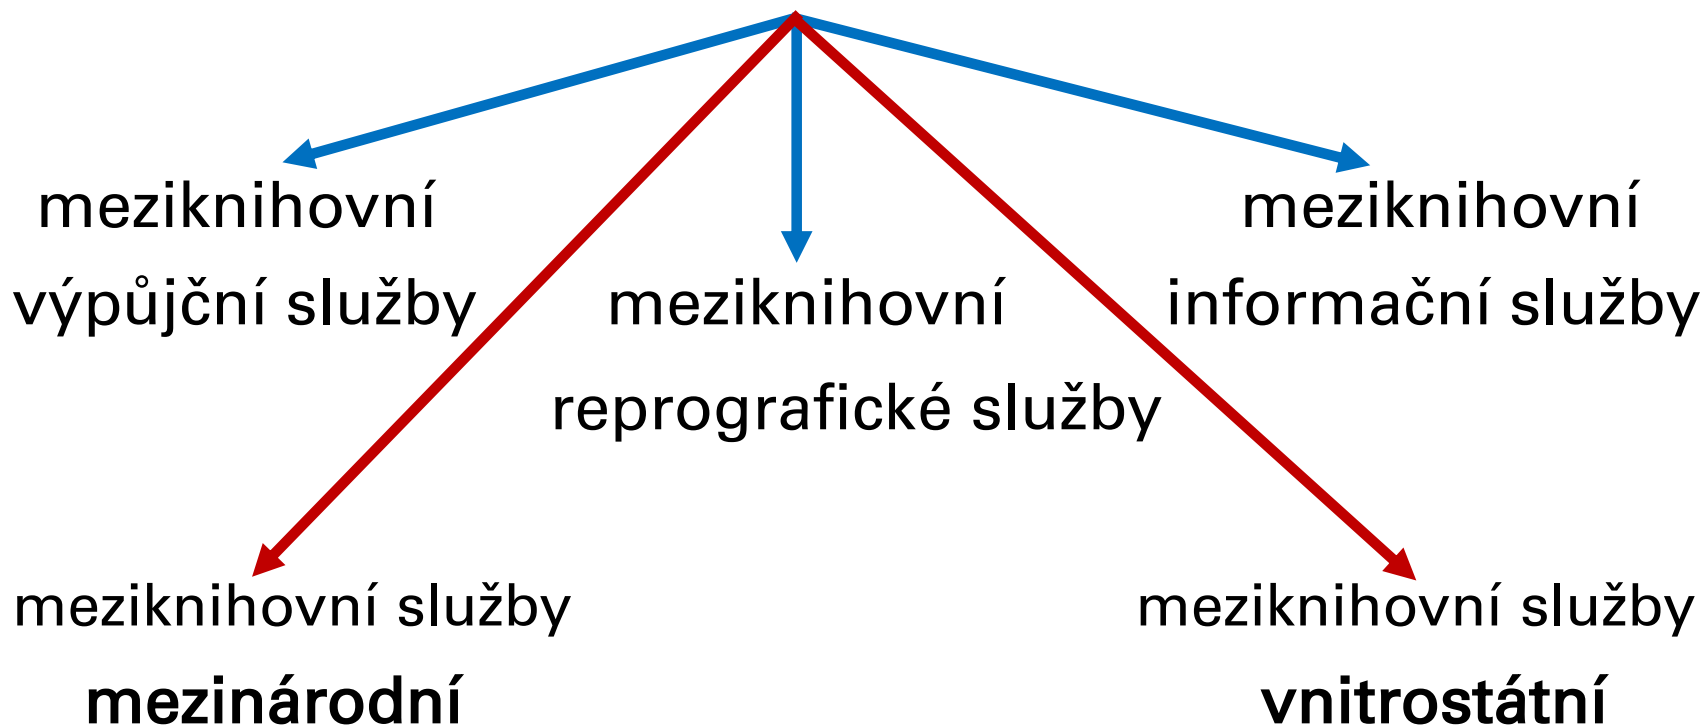 meziknihovní
výpůjční služby
meziknihovní
reprografické služby
meziknihovní
informační služby
meziknihovní služby
mezinárodní
meziknihovní služby
vnitrostátní